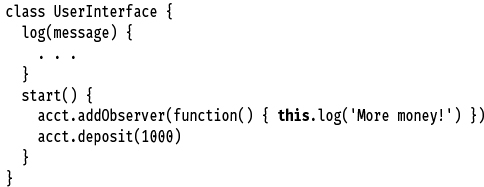 class UserInterface {
  log(message) {
    . . .
  }
  start() {
    acct.addObserver(function() { this.log('More money!') })
    acct.deposit(1000)
  }
}